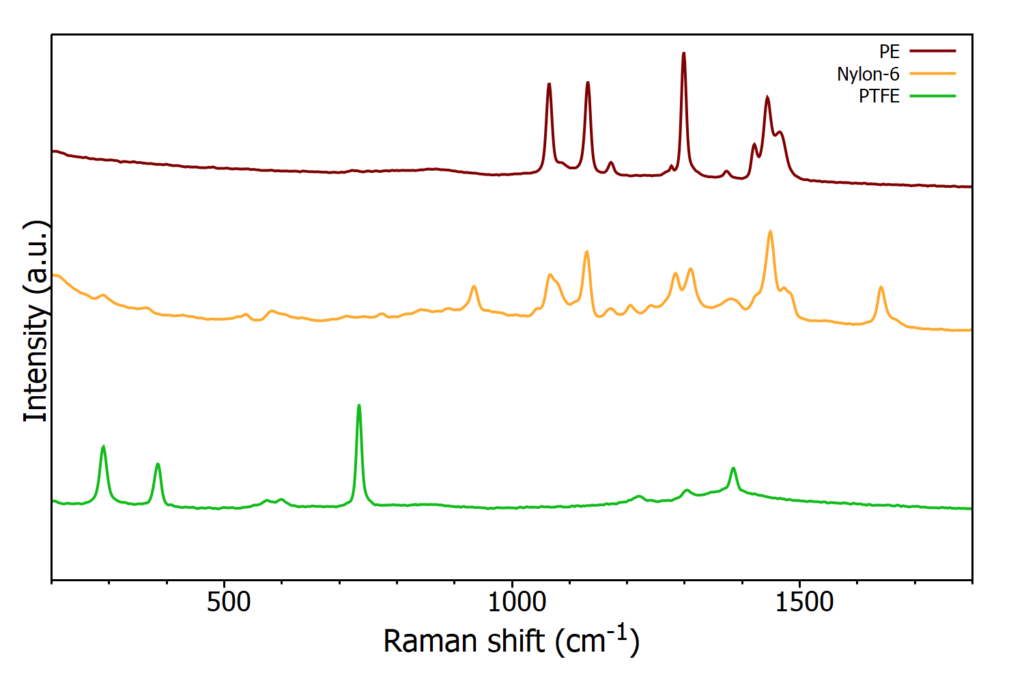 PE
Nylon-6
PTFE
Intensity (a.u.)
500 1000 1500
Raman shift (cm⁻¹)